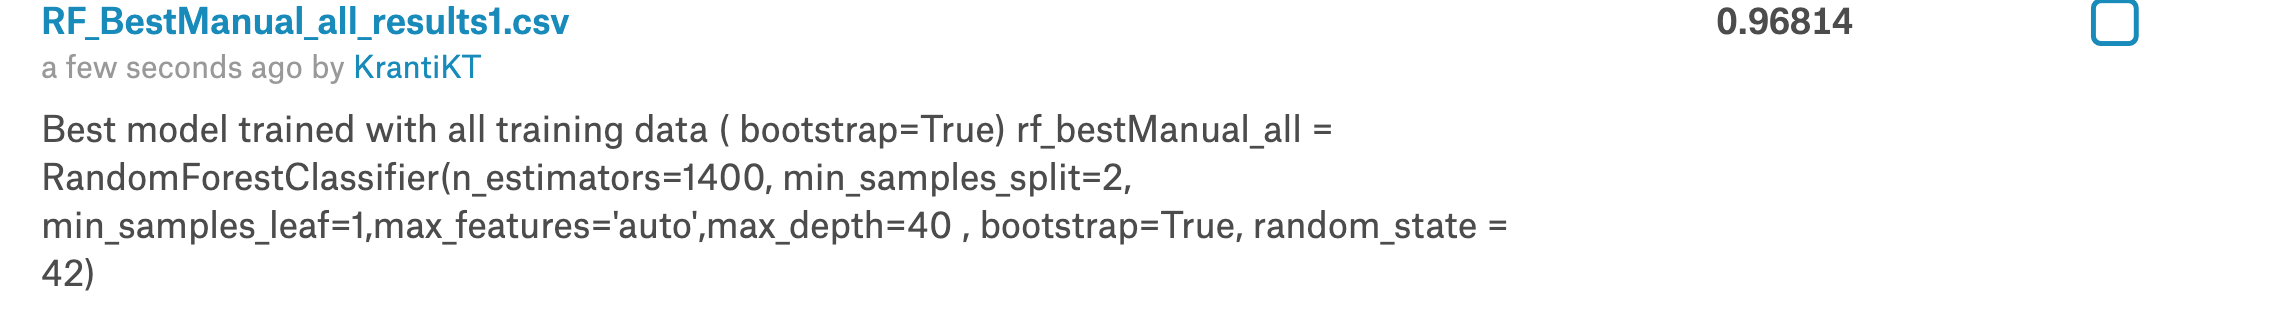 RF_BestManual_all_results1.csv 0.96814
a few seconds ago by KrantiKT
Best model trained with all training data ( bootstrap=True) rf_bestManual_all =
RandomForestClassifier(n_estimators=1400, min_samples_split=2,
min_samples_leaf=1,max_features='auto',max_depth=40 , bootstrap=True, random_state =
42)